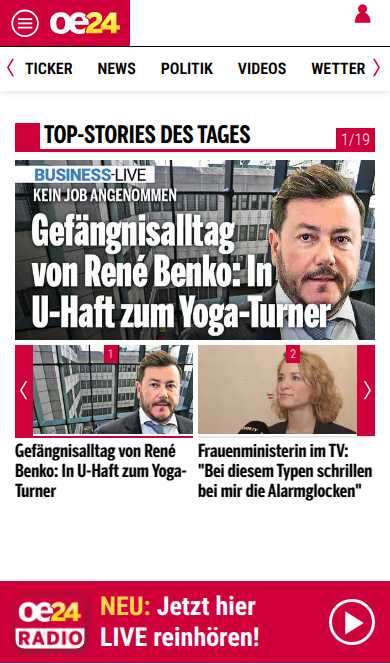 oe24
TICKER NEWS POLITIK VIDEOS WETTER
TOP-STORIES DES TAGES
1/19
BUSINESS-LIVE
KEIN JOB ANGENOMMEN
Gefängnisalltag
von René Benko: In
U-Haft zum Yoga-Turner
1
2
Gefängnisalltag von René
Benko: In U-Haft zum Yoga-
Turner
Frauenministerin im TV:
"Bei diesem Typen schrillen
bei mir die Alarmglocken"
oe24
RADIO
NEU: Jetzt hier
LIVE reinhören!